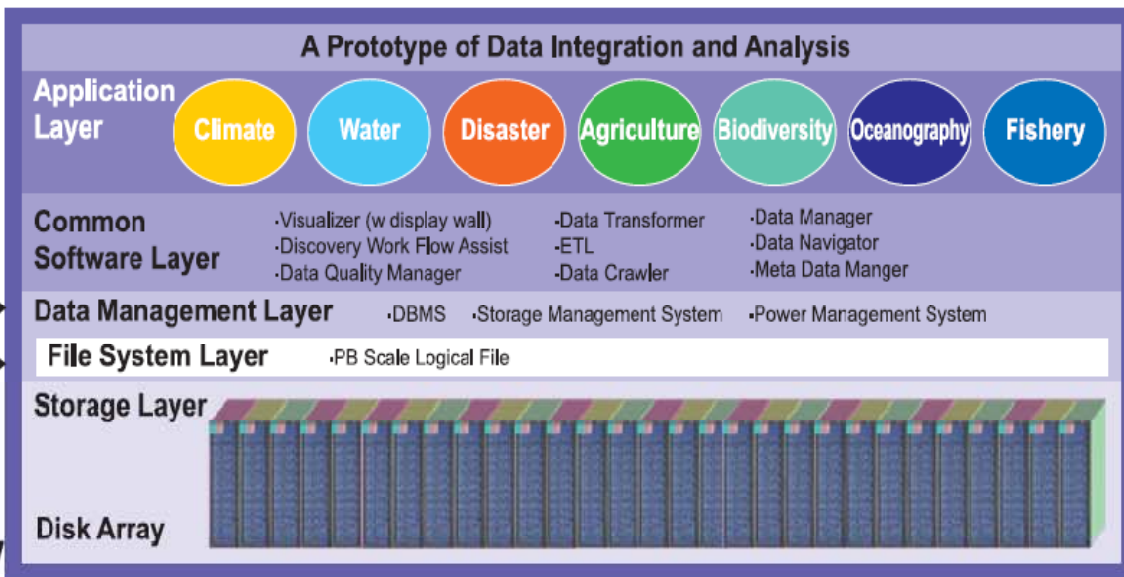 A Prototype of Data Integration and Analysis
Application
Layer
Climate
Water
Disaster
Agriculture
Biodiversity
Oceanography
Fishery
Common
Software Layer
·Visualizer (w display wall)
·Discovery Work Flow Assist
·Data Quality Manager
·Data Transformer
·ETL
·Data Crawler
·Data Manager
·Data Navigator
·Meta Data Manger
Data Management Layer ·DBMS ·Storage Management System ·Power Management System
File System Layer ·PB Scale Logical File
Storage Layer
Disk Array